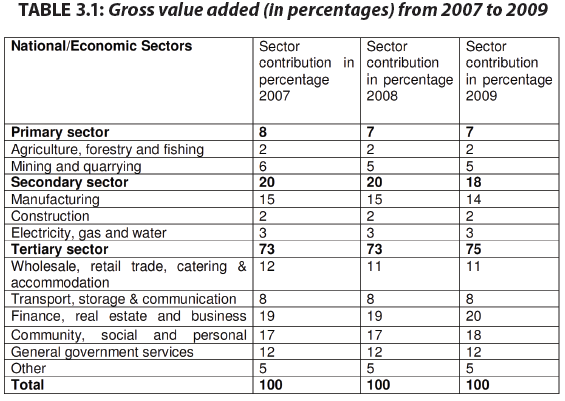 TABLE 3.1: Gross value added (in percentages) from 2007 to 2009
National/Economic Sectors Sector contribution in percentage 2007 Sector contribution in percentage 2008 Sector contribution in percentage 2009
Primary sector 8 7 7
Agriculture, forestry and fishing 2 2 2
Mining and quarrying 6 5 5
Secondary sector 20 20 18
Manufacturing 15 15 14
Construction 2 2 2
Electricity, gas and water 3 3 3
Tertiary sector 73 73 75
Wholesale, retail trade, catering & accommodation 12 11 11
Transport, storage & communication 8 8 8
Finance, real estate and business 19 19 20
Community, social and personal 17 17 18
General government services 12 12 12
Other 5 5 5
Total 100 100 100